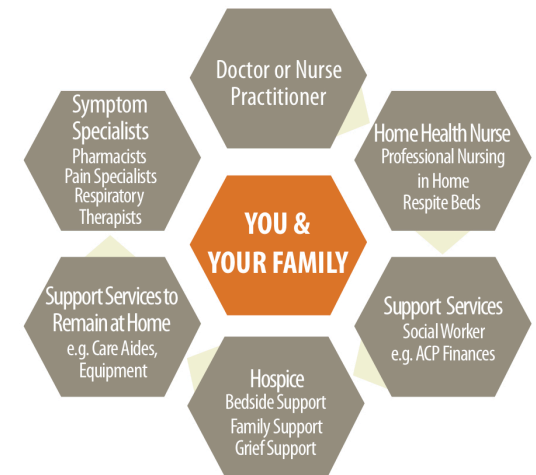 Doctor or Nurse
Practitioner
Home Health Nurse
Professional Nursing
in Home
Respite Beds
Support Services
Social Worker
e.g. ACP Finances
Hospice
Bedside Support
Family Support
Grief Support
Support Services to
Remain at Home
e.g. Care Aides,
Equipment
Symptom
Specialists
Pharmacists
Pain Specialists
Respiratory
Therapists
YOU &
YOUR FAMILY